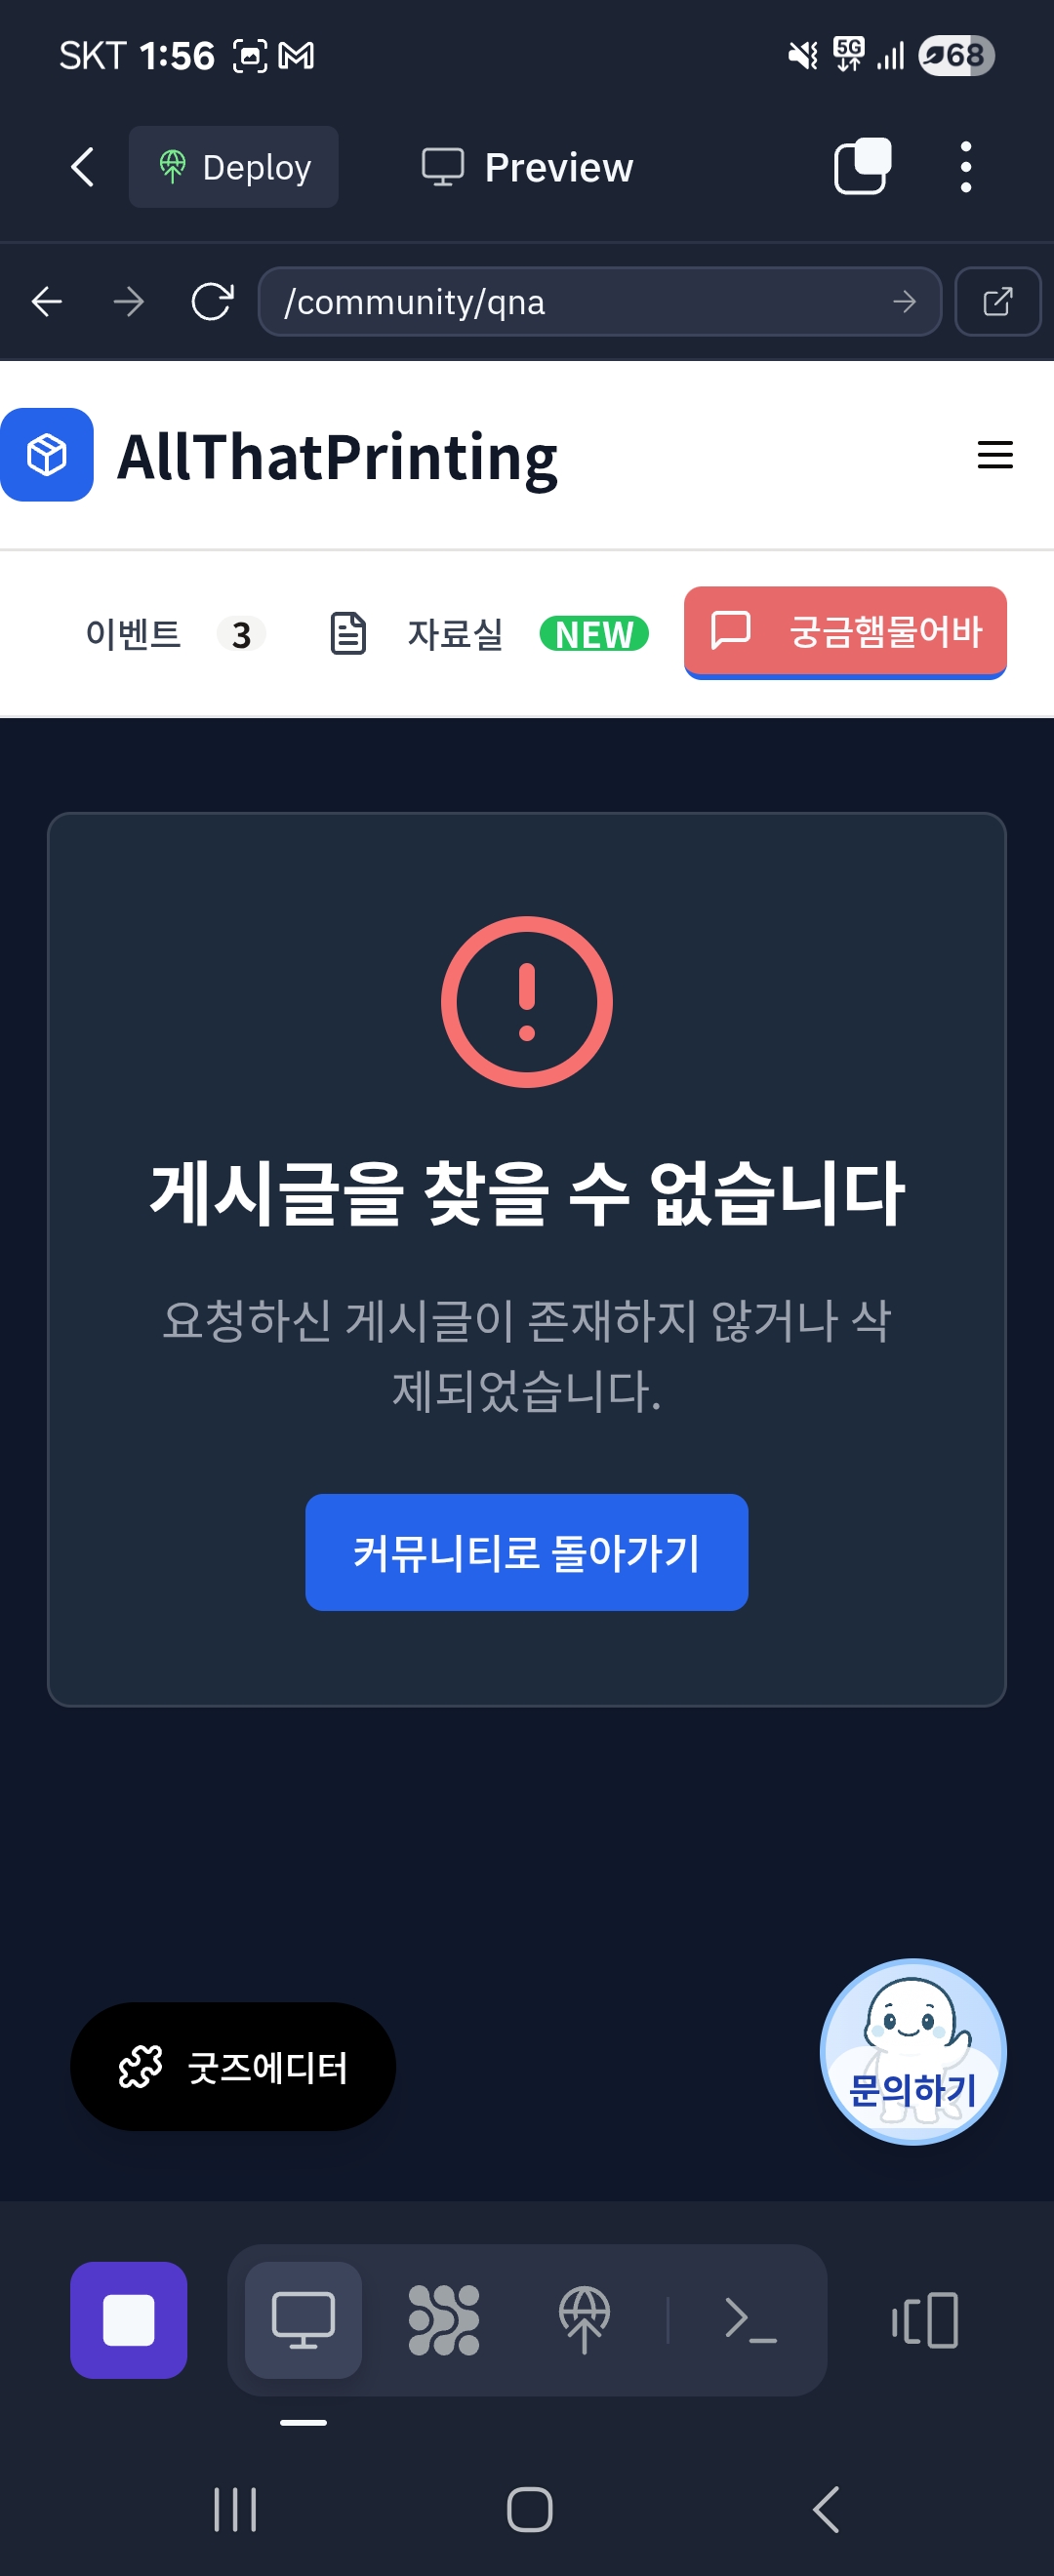 SKT 1:56 5G 68
Deploy Preview
/community/qna
AllThatPrinting
이벤트 3 자료실 NEW 궁금햄물어바
게시글을 찾을 수 없습니다
요청하신 게시글이 존재하지 않거나 삭
제되었습니다.
커뮤니티로 돌아가기
굿즈에디터
문의하기